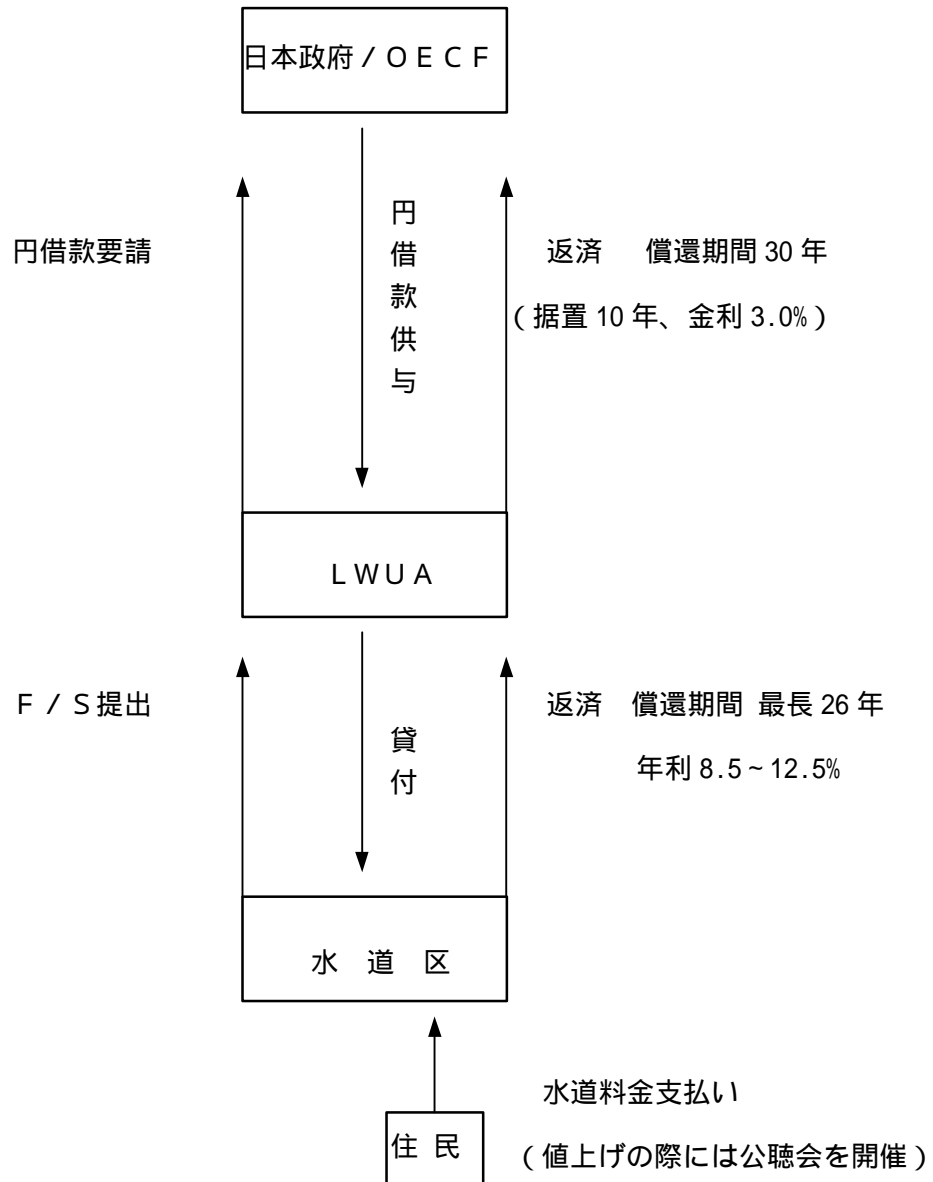 日本政府/OECF
円借款要請
円借款供与
返済 償還期間 30 年
(据置 10 年、金利 3.0%)
LWUA
F/S提出
貸付
返済 償還期間 最長 26 年
年利 8.5~12.5%
水 道 区
水道料金支払い
住 民
(値上げの際には公聴会を開催)